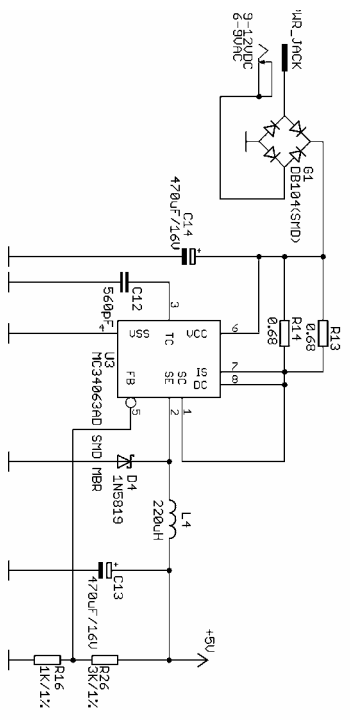 PWR_JACK
9-12VDC
6-9VAC
G1
DB104(SMD)
C14
470uF/16V
+
C12
560pF
R14
0.68
R13
0.68
3
4
6
7
8
VSS
TC
VCC
IS
DC
SC
SE
FB
5
2
1
U3
MC34063AD SMD MBR
D4
1N5819
L4
220uH
C13
470uF/16V
+
+5V
R26
3K/1%
R16
1K/1%